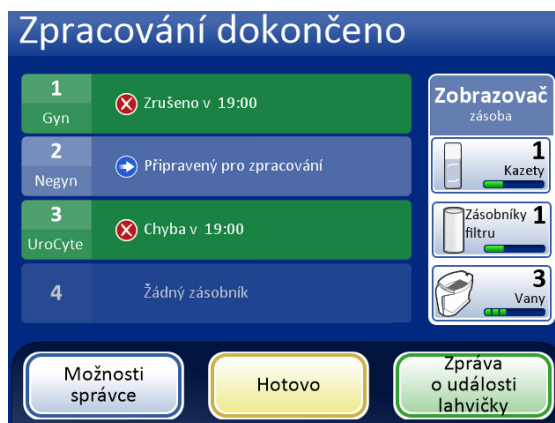 Zpracování dokončeno
1
Gyn
Zrušeno v 19:00
2
Negyn
Připravený pro zpracování
3
UroCyte
Chyba v 19:00
4
Žádný zásobník
Zobrazovač
zásoba
1
Kazety
Zásobníky 1
filtru
3
Vany
Možnosti
správce
Hotovo
Zpráva
o události
lahvičky